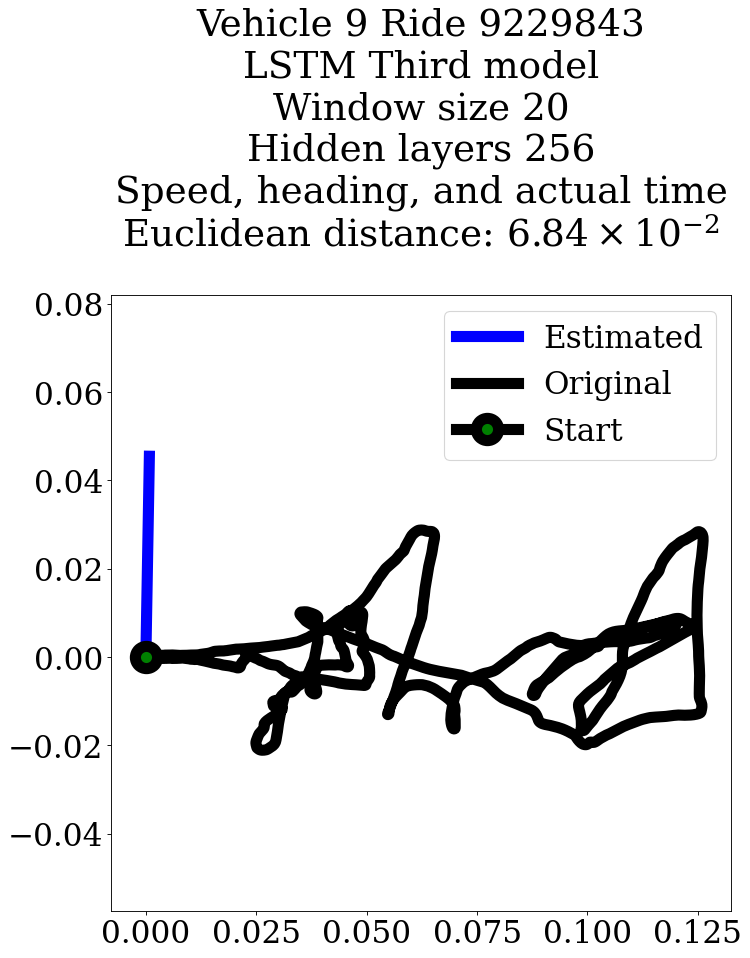 Vehicle 9 Ride 9229843
LSTM Third model
Window size 20
Hidden layers 256
Speed, heading, and actual time
Euclidean distance: 6.84 × 10⁻²
Estimated
Original
Start
0.08
0.06
0.04
0.02
0.00
−0.02
−0.04
0.000 0.025 0.050 0.075 0.100 0.125